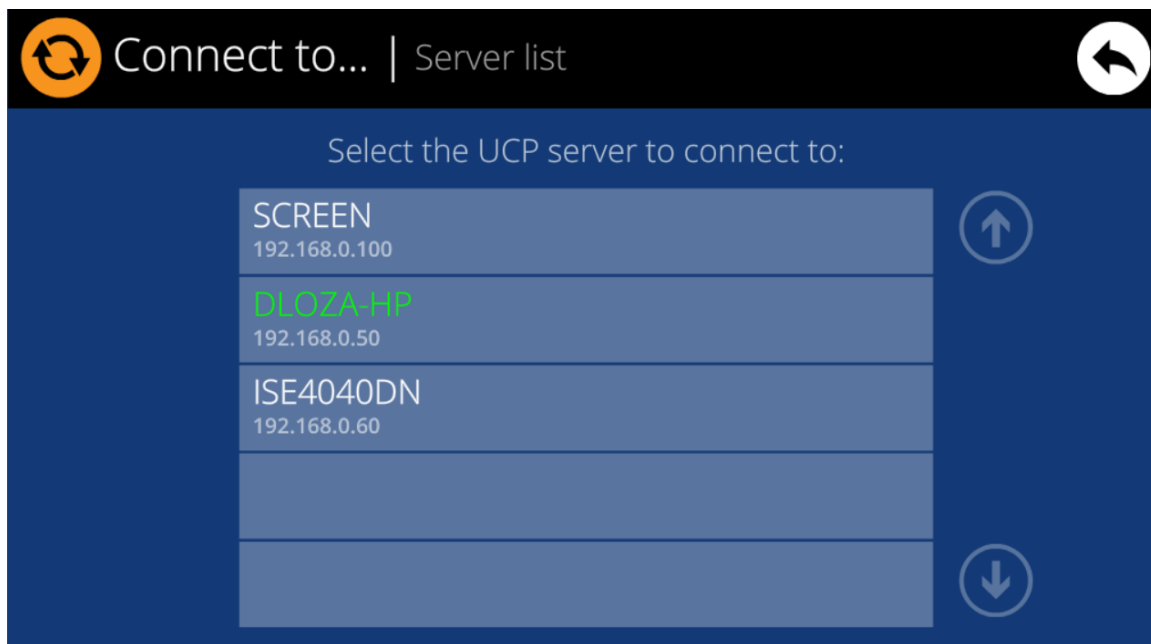 Connect to... | Server list
Select the UCP server to connect to:
SCREEN
192.168.0.100
DLOZA-HP
192.168.0.50
ISE4040DN
192.168.0.60